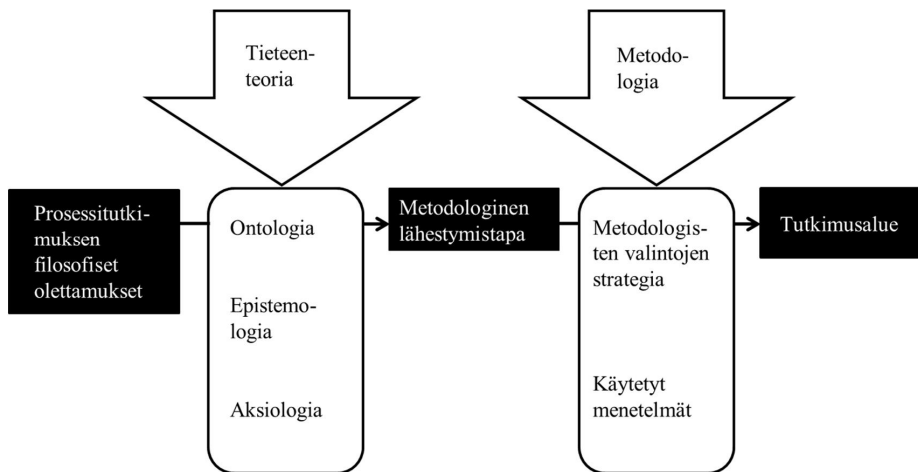 Tieteen-
teoria
Metodo-
logia
Prosessitutki-
muksen
filosofiset
olettamukset
Ontologia
Epistemo-
logia
Aksiologia
Metodologinen
lähestymistapa
Metodologis-
ten valintojen
strategia
Käytetyt
menetelmät
Tutkimusalue